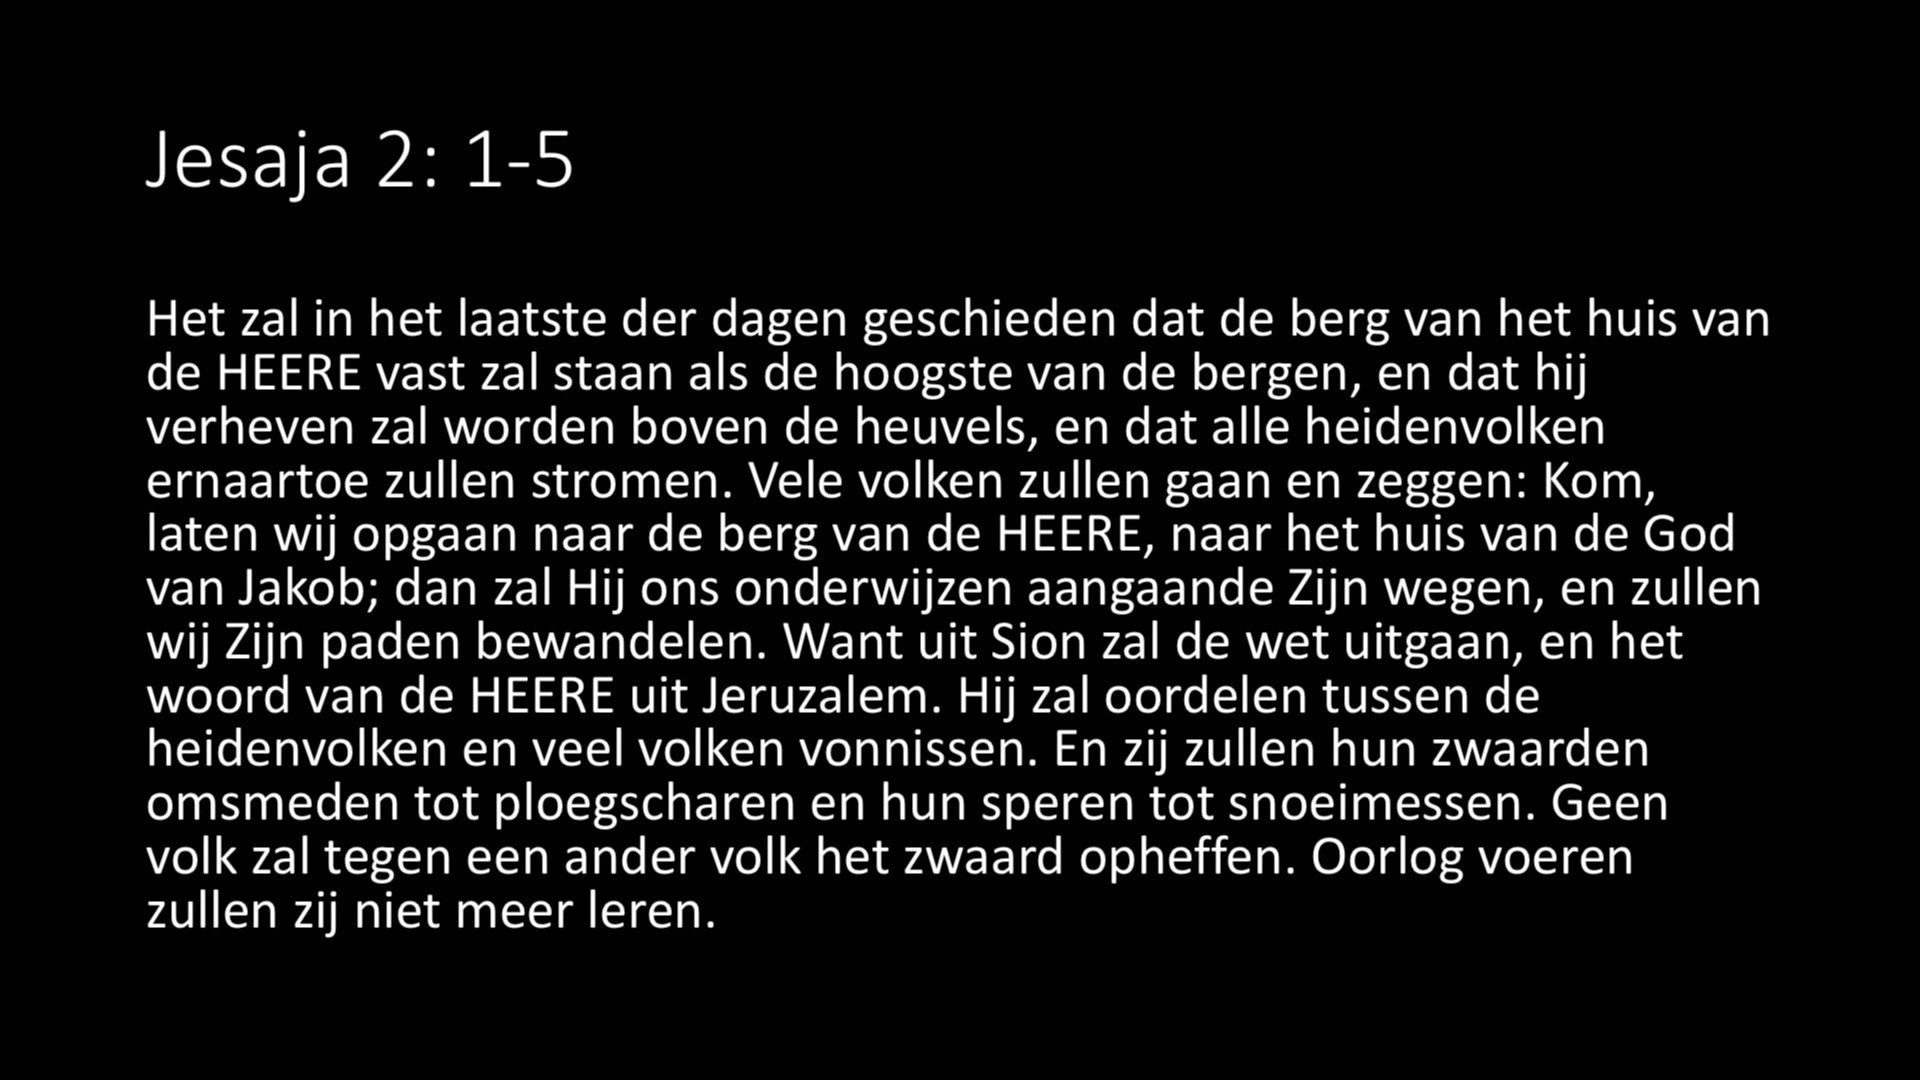 Jesaja 2: 1-5
Het zal in het laatste der dagen geschieden dat de berg van het huis van
de HEERE vast zal staan als de hoogste van de bergen, en dat hij
verheven zal worden boven de heuvels, en dat alle heidenvolken
ernaartoe zullen stromen. Vele volken zullen gaan en zeggen: Kom,
laten wij opgaan naar de berg van de HEERE, naar het huis van de God
van Jakob; dan zal Hij ons onderwijzen aangaande Zijn wegen, en zullen
wij Zijn paden bewandelen. Want uit Sion zal de wet uitgaan, en het
woord van de HEERE uit Jeruzalem. Hij zal oordelen tussen de
heidenvolken en veel volken vonnissen. En zij zullen hun zwaarden
omsmeden tot ploegscharen en hun speren tot snoeimessen. Geen
volk zal tegen een ander volk het zwaard opheffen. Oorlog voeren
zullen zij niet meer leren.